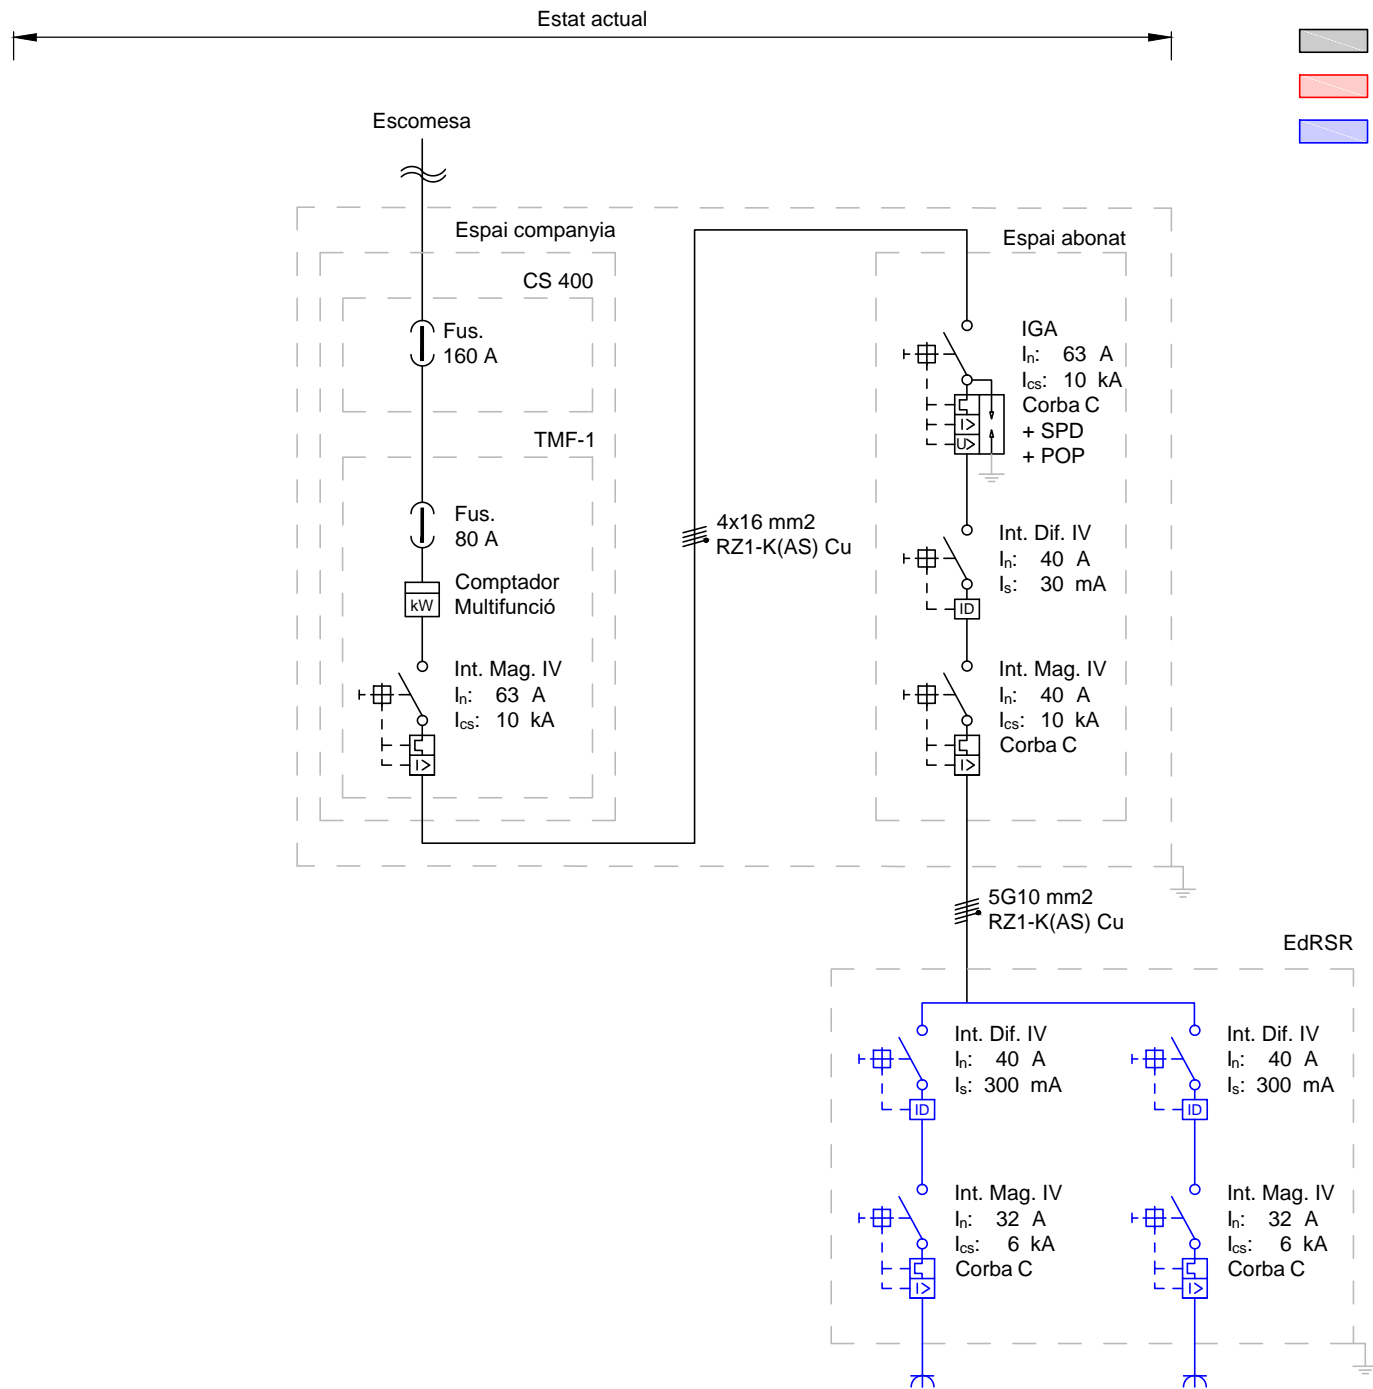 Estat actual
Escomesa
Espai companyia
CS 400
Fus.
160 A
TMF-1
Fus.
80 A
kW
Comptador
Multifunció
Int. Mag. IV
In: 63 A
Ics: 10 kA
I>
4x16 mm2
RZ1-K(AS) Cu
Espai abonat
IGA
In: 63 A
Ics: 10 kA
Corba C
+ SPD
+ POP
I>
U>
Int. Dif. IV
In: 40 A
Is: 30 mA
ID
Int. Mag. IV
In: 40 A
Ics: 10 kA
Corba C
I>
5G10 mm2
RZ1-K(AS) Cu
EdRSR
Int. Dif. IV
In: 40 A
Is: 300 mA
ID
Int. Mag. IV
In: 32 A
Ics: 6 kA
Corba C
I>
Int. Dif. IV
In: 40 A
Is: 300 mA
ID
Int. Mag. IV
In: 32 A
Ics: 6 kA
Corba C
I>